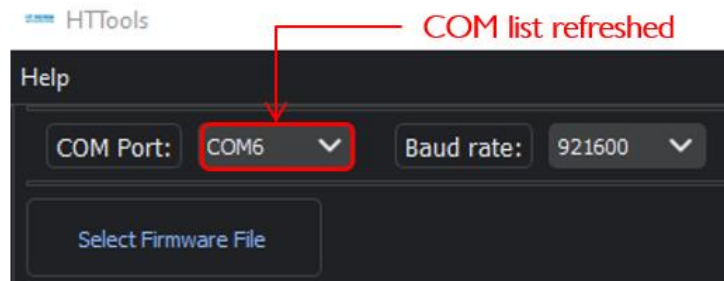 HTTools
COM list refreshed
Help
COM Port: COM6 Baud rate: 921600
Select Firmware File